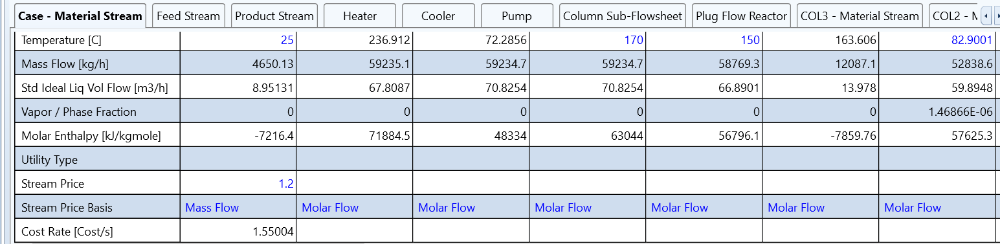 Case - Material Stream Feed Stream Product Stream Heater Cooler Pump Column Sub-Flowsheet Plug Flow Reactor COL3 - Material Stream COL2 - M
Temperature [C] 25 236.912 72.2856 170 150 163.606 82.9001
Mass Flow [kg/h] 4650.13 59235.1 59234.7 59234.7 58769.3 12087.1 52838.6
Std Ideal Liq Vol Flow [m3/h] 8.95131 67.8087 70.8254 70.8254 66.8901 13.978 59.8948
Vapor / Phase Fraction 0 0 0 0 0 0 1.46866E-06
Molar Enthalpy [kJ/kgmole] -7216.4 71884.5 48334 63044 56796.1 -7859.76 57625.3
Utility Type
Stream Price 1.2
Stream Price Basis Mass Flow Molar Flow Molar Flow Molar Flow Molar Flow Molar Flow Molar Flow
Cost Rate [Cost/s] 1.55004